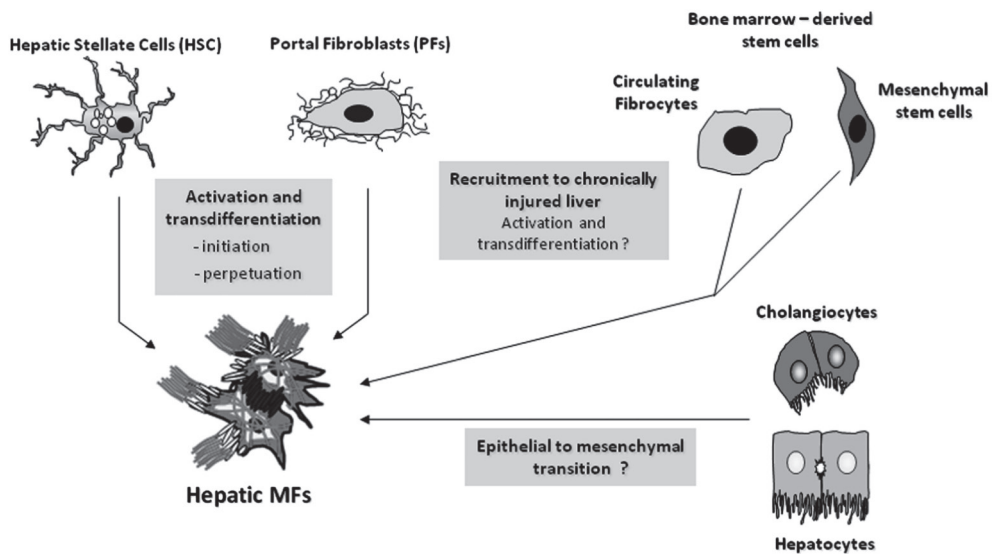 Hepatic Stellate Cells (HSC)
Portal Fibroblasts (PFs)
Bone marrow – derived
stem cells
Circulating
Fibrocytes
Mesenchymal
stem cells
Activation and
transdifferentiation
- initiation
- perpetuation
Recruitment to chronically
injured liver
Activation and
transdifferentiation ?
Cholangiocytes
Epithelial to mesenchymal
transition ?
Hepatic MFs
Hepatocytes